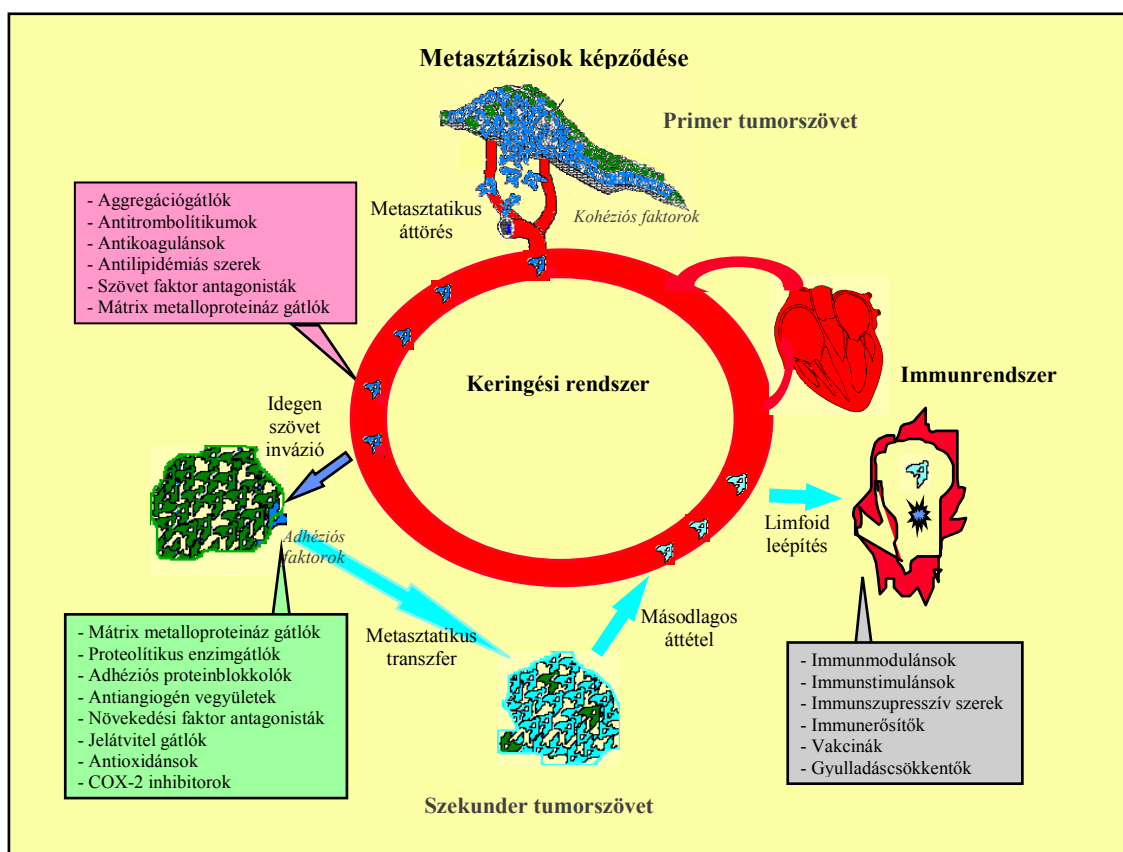 Metasztázisok képződése
Primer tumorszövet
Kohéziós faktorok
Metasztatikus
áttörés
- Aggregációgátlók
- Antitrombolítikumok
- Antikoagulánsok
- Antilipidémiás szerek
- Szövet faktor antagonisták
- Mátrix metalloproteináz gátlók
Keringési rendszer
Immunrendszer
Idegen
szövet
invázió
Adhéziós
faktorok
Limfoid
leépítés
Másodlagos
áttétel
Metasztatikus
transzfer
- Mátrix metalloproteináz gátlók
- Proteolítikus enzimgátlók
- Adhéziós proteinblokkolók
- Antiangiogén vegyületek
- Növekedési faktor antagonisták
- Jelátvitel gátlók
- Antioxidánsok
- COX-2 inhibitorok
- Immunmodulánsok
- Immunstimulánsok
- Immunszupresszív szerek
- Immunerősítők
- Vakcinák
- Gyulladáscsökkentők
Szekunder tumorszövet